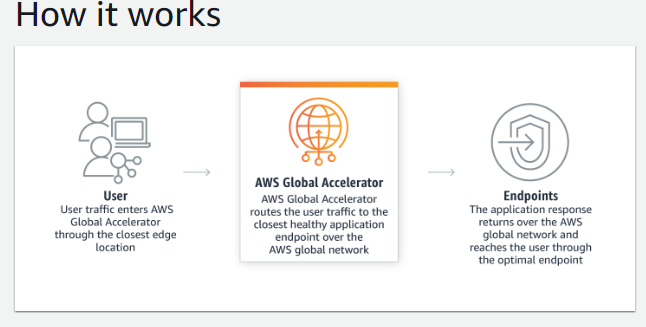 How it works
User
User traffic enters AWS
Global Accelerator
through the closest edge
location
AWS Global Accelerator
AWS Global Accelerator
routes the user traffic to the
closest healthy application
endpoint over the
AWS global network
Endpoints
The application response
returns over the AWS
global network and
reaches the user through
the optimal endpoint